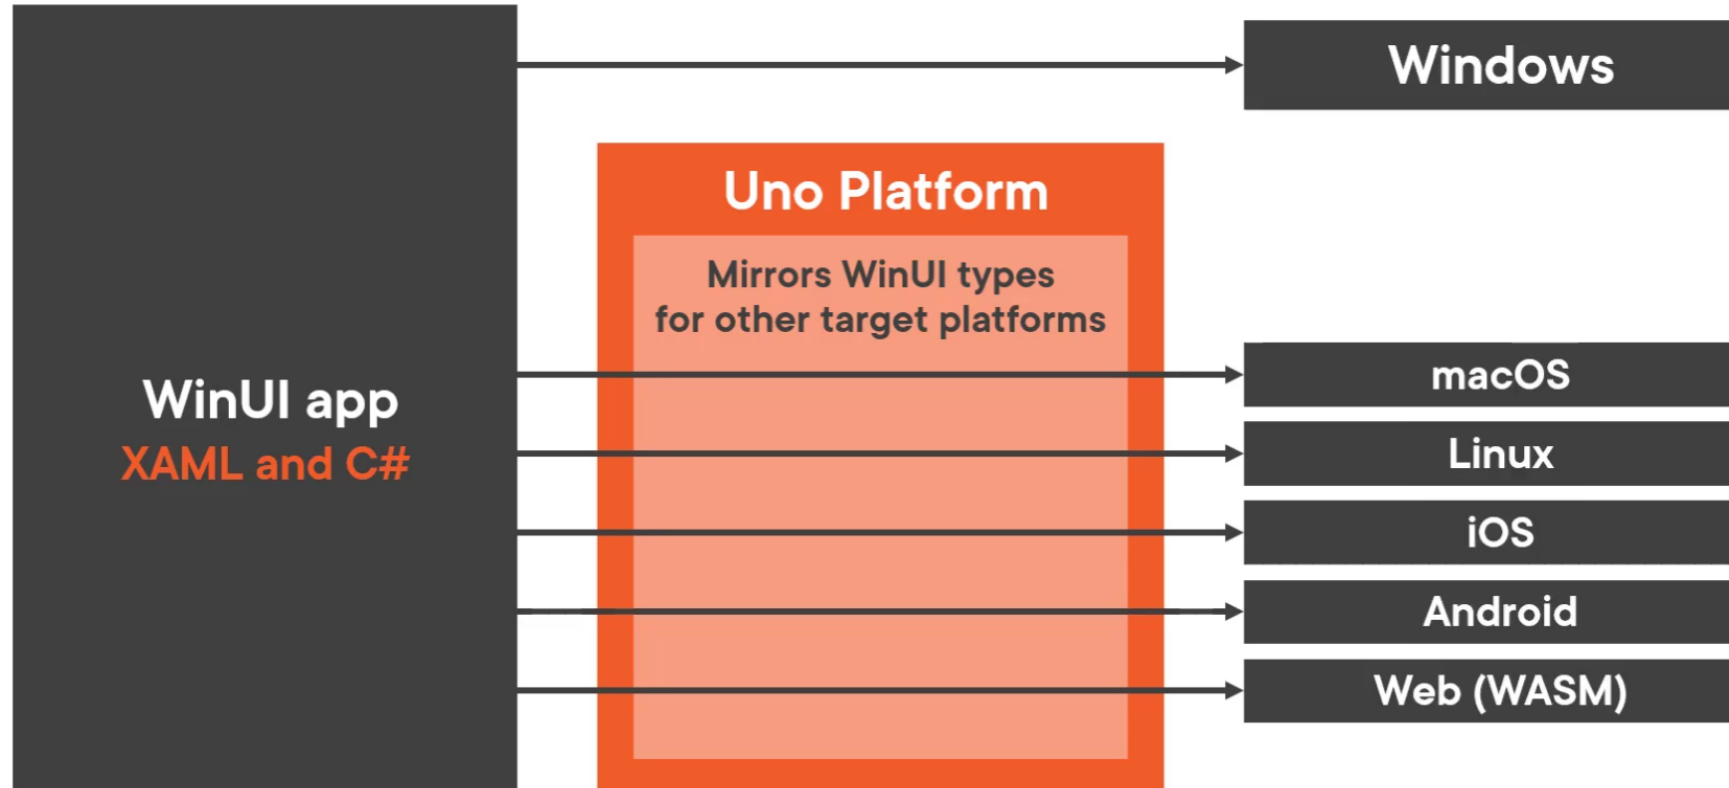 Windows
Uno Platform
Mirrors WinUI types
for other target platforms
WinUI app
XAML and C#
macOS
Linux
iOS
Android
Web (WASM)